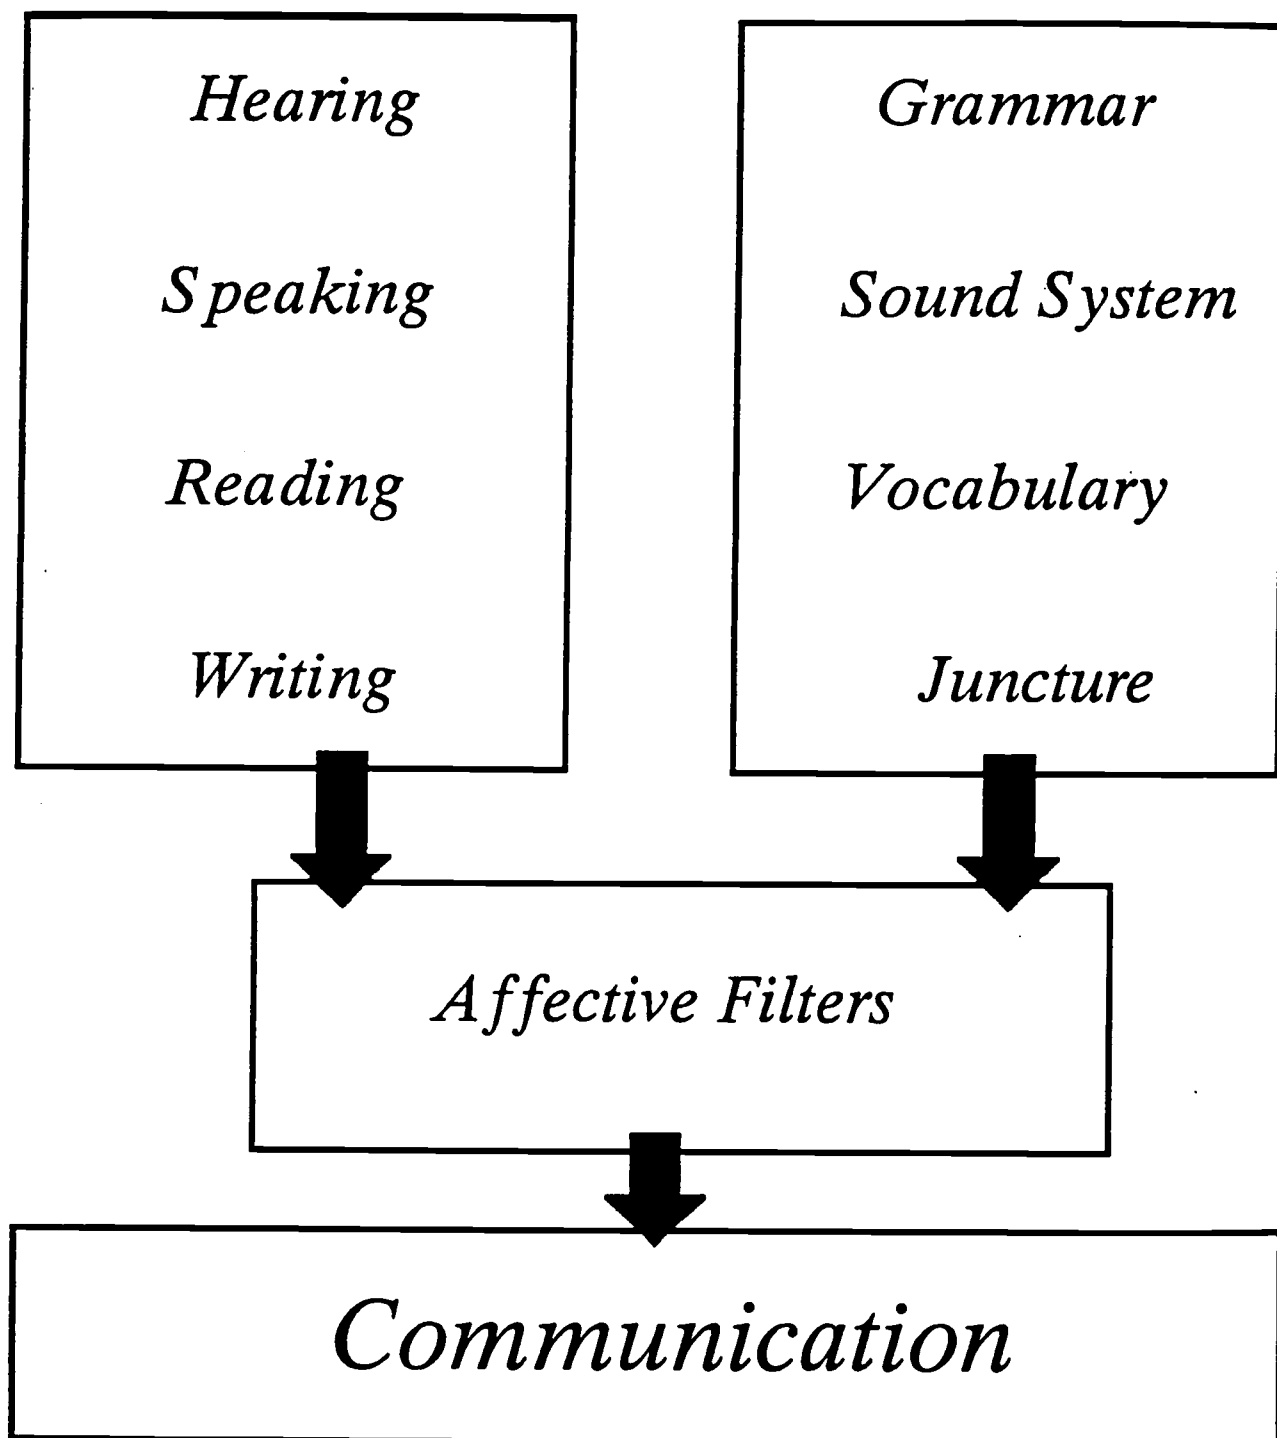 Hearing
Speaking
Reading
Writing
Grammar
Sound System
Vocabulary
Juncture
Affective Filters
Communication